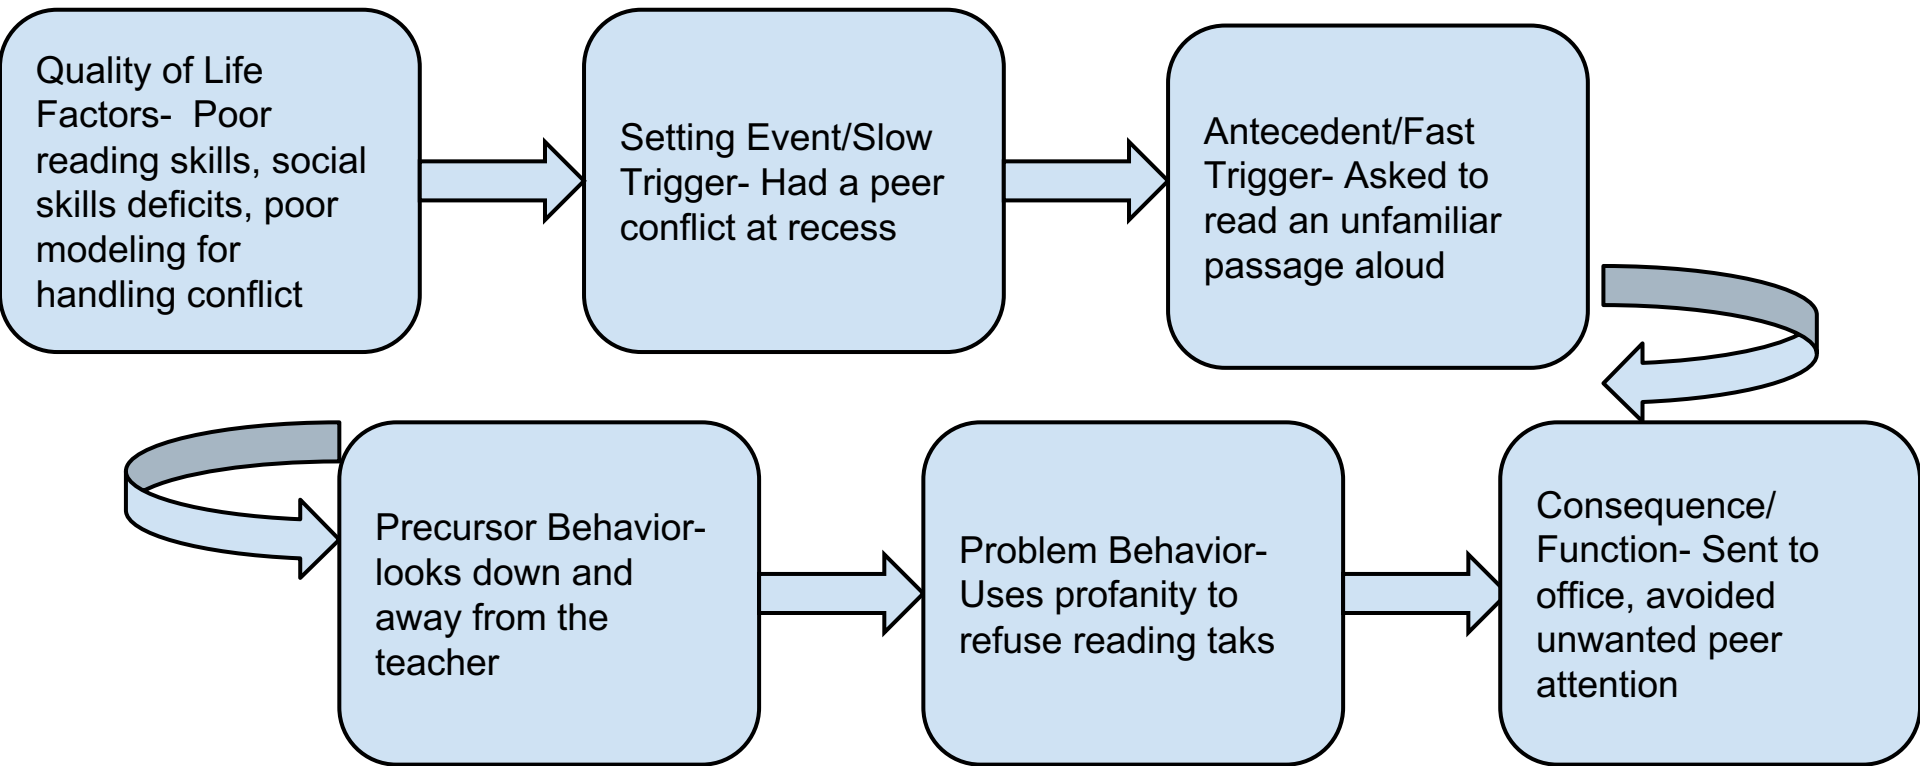 Quality of Life
Factors-  Poor
reading skills, social
skills deficits, poor
modeling for
handling conflict
Setting Event/Slow
Trigger- Had a peer
conflict at recess
Antecedent/Fast
Trigger- Asked to
read an unfamiliar
passage aloud
Precursor Behavior-
looks down and
away from the
teacher
Problem Behavior-
Uses profanity to
refuse reading taks
Consequence/
Function- Sent to
office, avoided
unwanted peer
attention